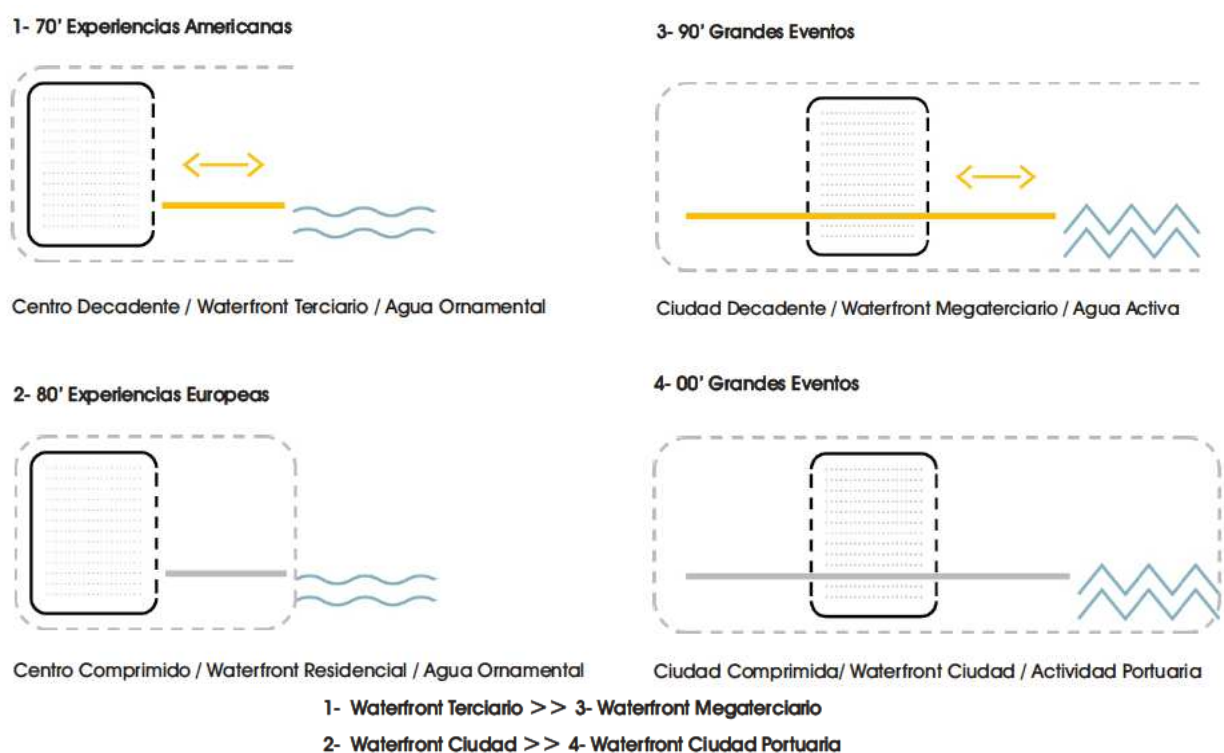 1- 70' Experiencias Americanas
Centro Decadente / Waterfront Terciario / Agua Ornamental
2- 80' Experiencias Europeas
Centro Comprimido / Waterfront Residencial / Agua Ornamental
3- 90' Grandes Eventos
Ciudad Decadente / Waterfront Megaterciario / Agua Activa
4- 00' Grandes Eventos
Ciudad Comprimida/ Waterfront Ciudad / Actividad Portuaria
1- Waterfront Terciario >> 3- Waterfront Megaterciario
2- Waterfront Ciudad >> 4- Waterfront Ciudad Portuaria